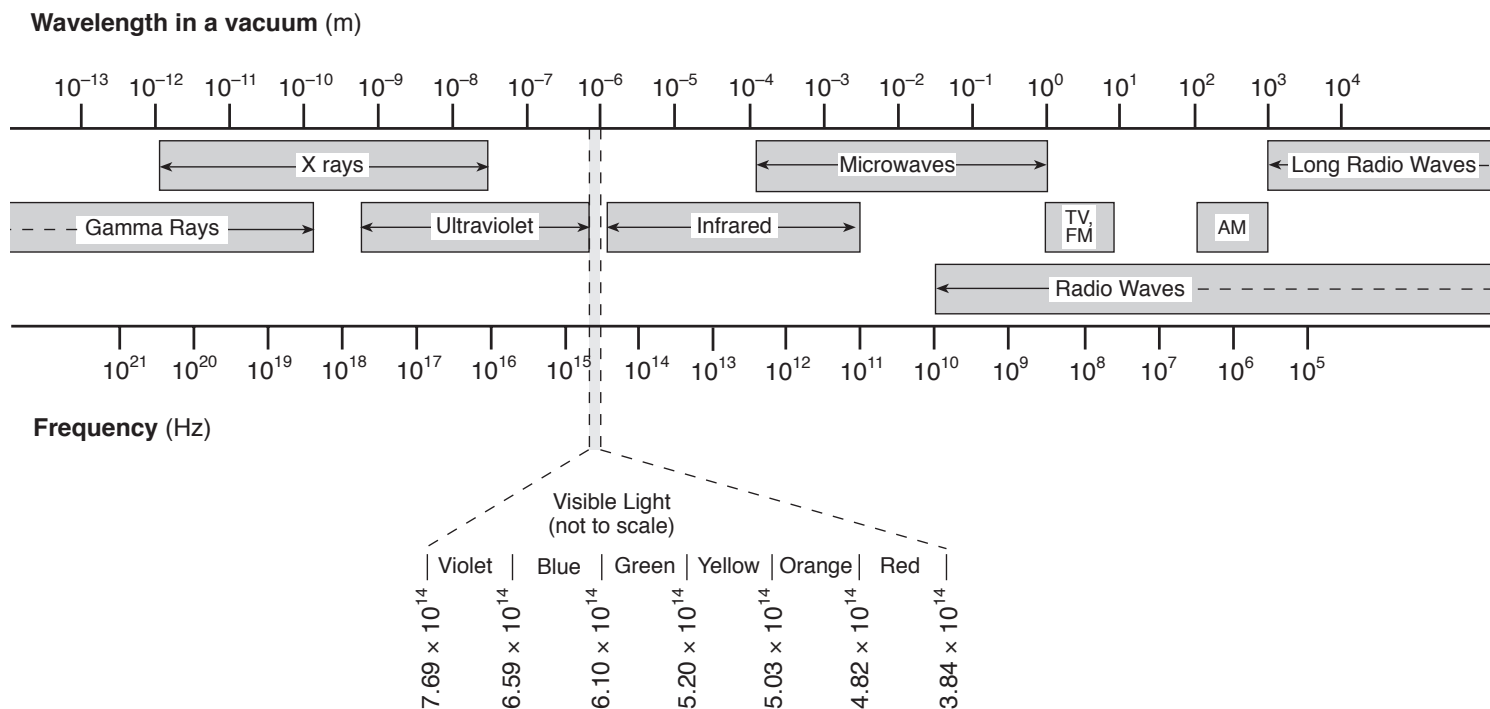 Wavelength in a vacuum (m)
10⁻¹³ 10⁻¹² 10⁻¹¹ 10⁻¹⁰ 10⁻⁹ 10⁻⁸ 10⁻⁷ 10⁻⁶ 10⁻⁵ 10⁻⁴ 10⁻³ 10⁻² 10⁻¹ 10⁰ 10¹ 10² 10³ 10⁴
X rays Microwaves Long Radio Waves
Gamma Rays Ultraviolet Infrared TV, AM
FM
Radio Waves
10²¹ 10²⁰ 10¹⁹ 10¹⁸ 10¹⁷ 10¹⁶ 10¹⁵ 10¹⁴ 10¹³ 10¹² 10¹¹ 10¹⁰ 10⁹ 10⁸ 10⁷ 10⁶ 10⁵
Frequency (Hz)
Visible Light
(not to scale)
Violet Blue Green Yellow Orange Red
7.69 × 10¹⁴
6.59 × 10¹⁴
6.10 × 10¹⁴
5.20 × 10¹⁴
5.03 × 10¹⁴
4.82 × 10¹⁴
3.84 × 10¹⁴